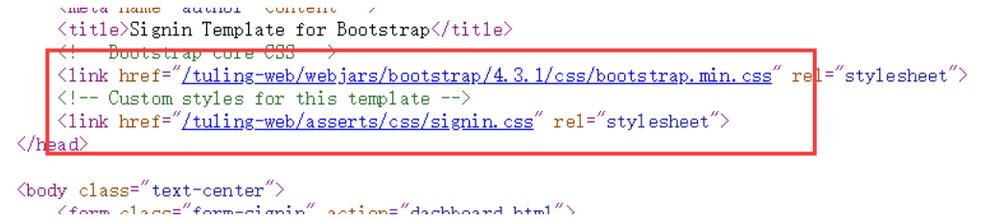 <meta name="author" content="">
<title>Signin Template for Bootstrap</title>
<!-- Bootstrap core CSS -->
<link href="/tuling-web/webjars/bootstrap/4.3.1/css/bootstrap.min.css" rel="stylesheet">
<!-- Custom styles for this template -->
<link href="/tuling-web/asserts/css/signin.css" rel="stylesheet">
</head>
<body class="text-center">
<form class="form-signin" action="dashboard.html">